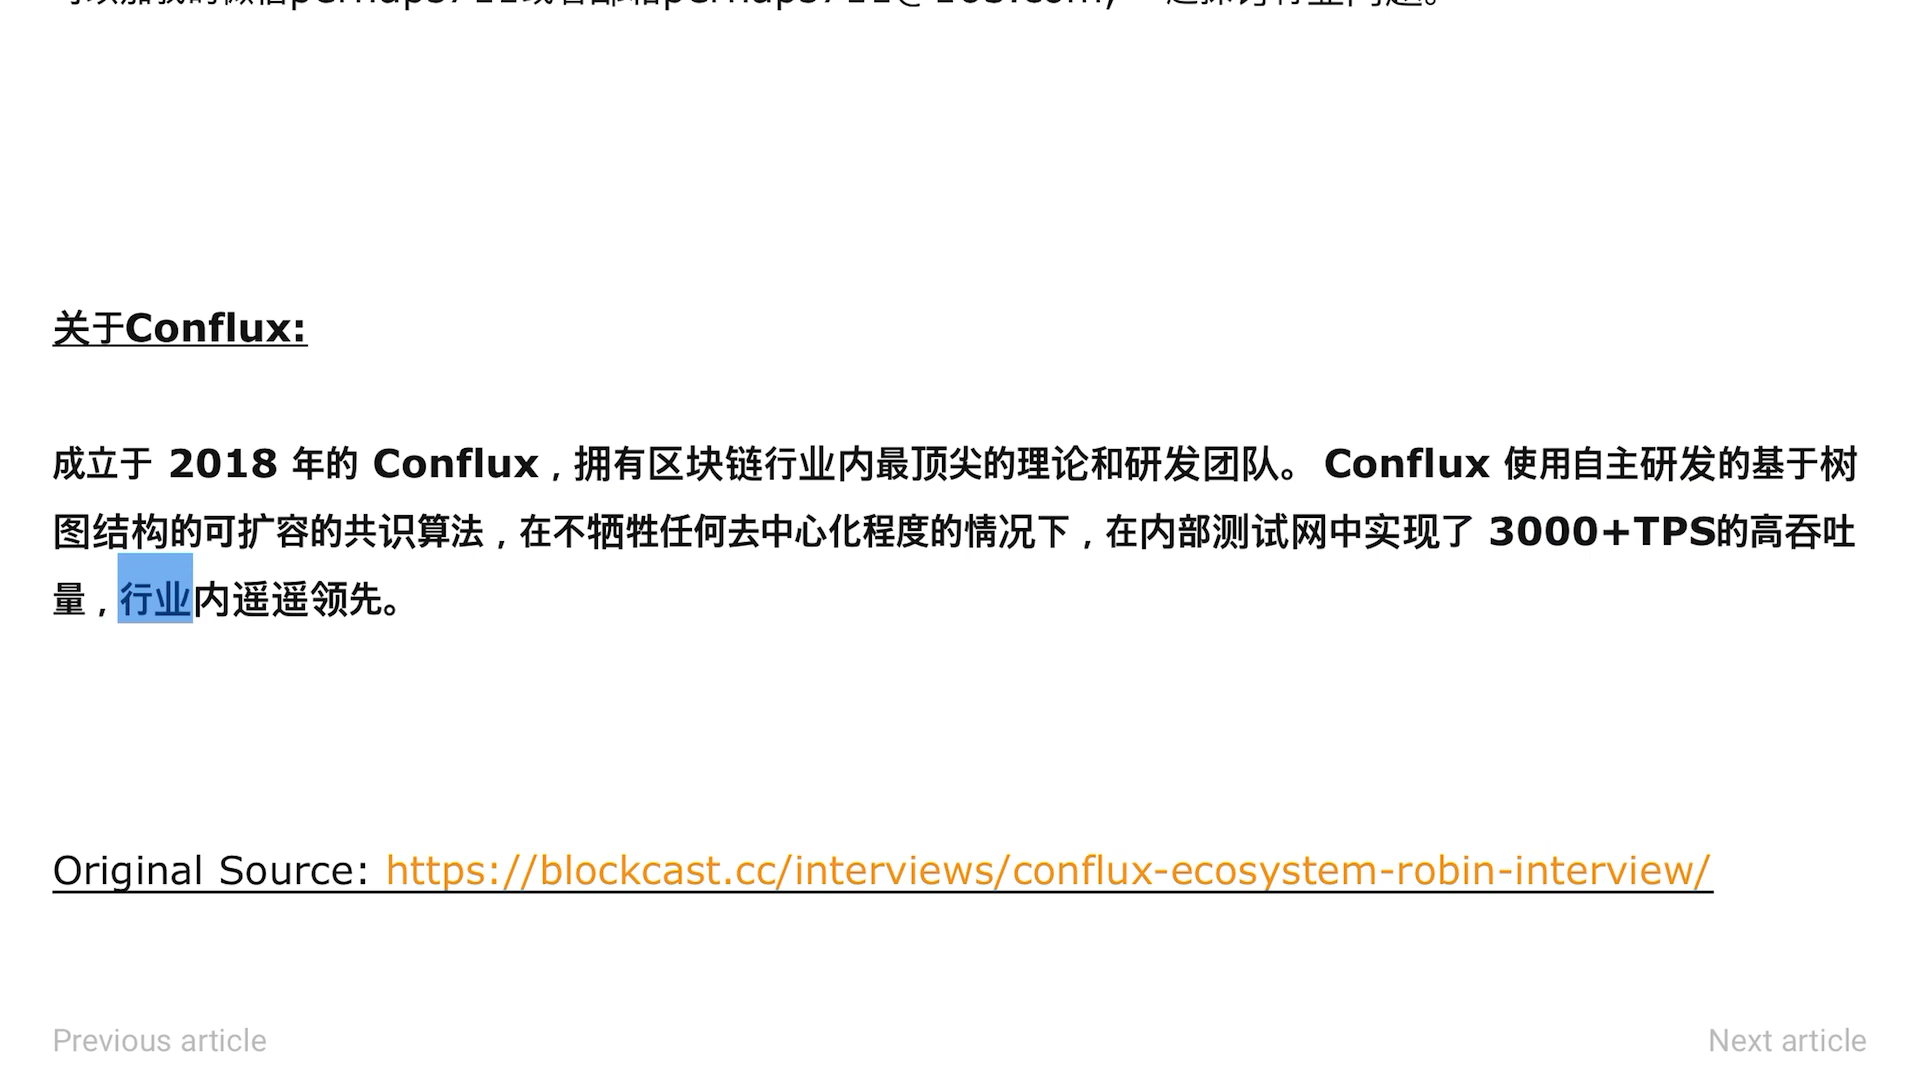 关于Conflux:
成立于 2018 年的 Conflux，拥有区块链行业内最顶尖的理论和研发团队。 Conflux 使用自主研发的基于树
图结构的可扩容的共识算法，在不牺牲任何去中心化程度的情况下，在内部测试网中实现了 3000+TPS的高吞吐
量，行业内遥遥领先。
Original Source: https://blockcast.cc/interviews/conflux-ecosystem-robin-interview/
Previous article
Next article